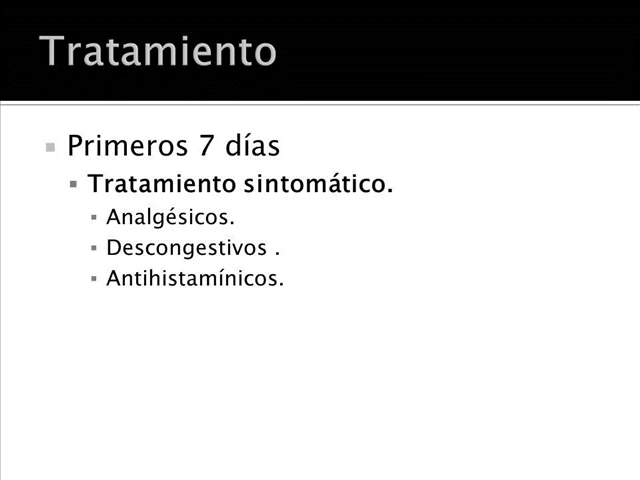 Tratamiento
Primeros 7 días
Tratamiento sintomático.
Analgésicos.
Descongestivos .
Antihistamínicos.